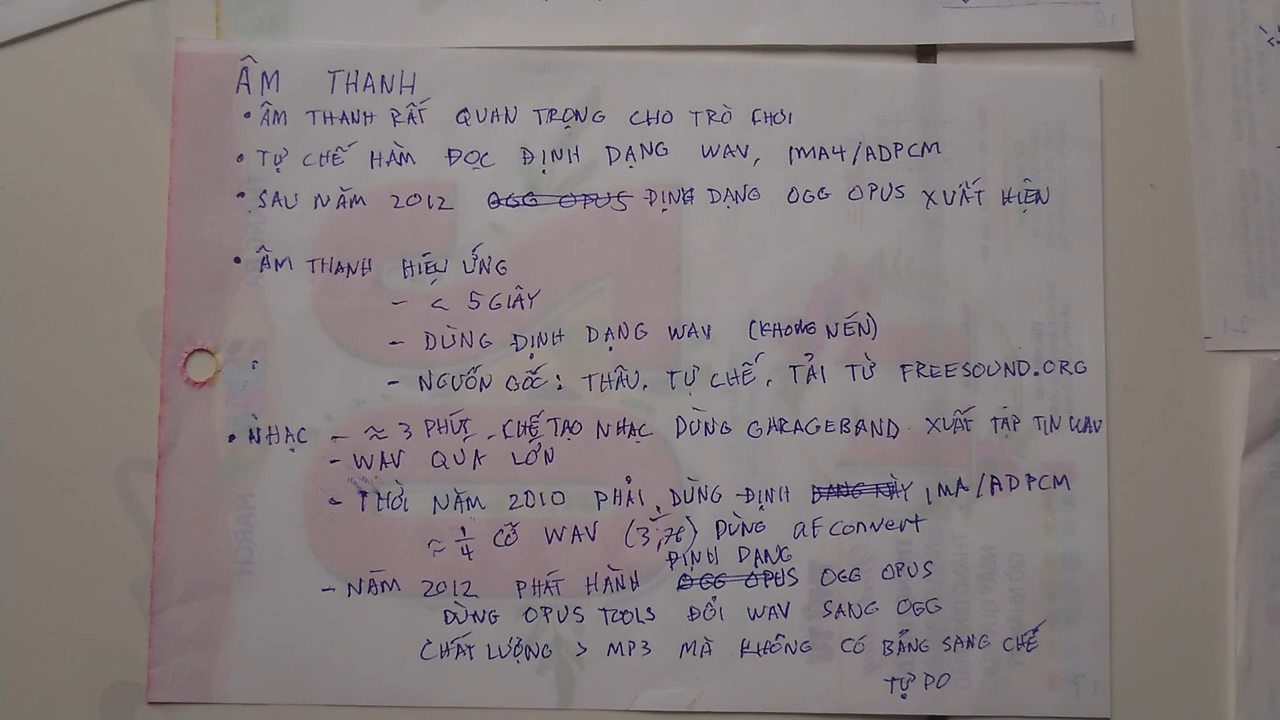 ÂM THANH
• ÂM THANH RẤT QUAN TRỌNG CHO TRÒ CHƠI
• TỰ CHẾ HÀM ĐỌC ĐỊNH DẠNG WAV, IMA4/ADPCM
• SAU NĂM 2012 OGG OPUS ĐỊNH DẠNG OGG OPUS XUẤT HIỆN
• ÂM THANH HIỆU ỨNG
- < 5 GIÂY
- DÙNG ĐỊNH DẠNG WAV (KHÔNG NÉN)
- NGUỐN GỐC: THÂU, TỰ CHẾ, TẢI TỪ FREESOUND.ORG
• NHẠC - ≈ 3 PHÚT, CHẾ TẠO NHẠC DÙNG GARAGEBAND XUẤT TẬP TIN WAV
- WAV QUÁ LỚN
- THỜI NĂM 2010 PHẢI DÙNG ĐỊNH DẠNG NÀY IMA/ADPCM
≈ 1/4 CỠ WAV (3,78) DÙNG afconvert
ĐỊNH DẠNG
- NĂM 2012 PHÁT HÀNH OGG OPUS OGG OPUS
DÙNG OPUS TOOLS ĐỔI WAV SANG OGG
CHẤT LƯỢNG > MP3 MÀ KHÔNG CÓ BẰNG SANG CHẾ
TỰ DO